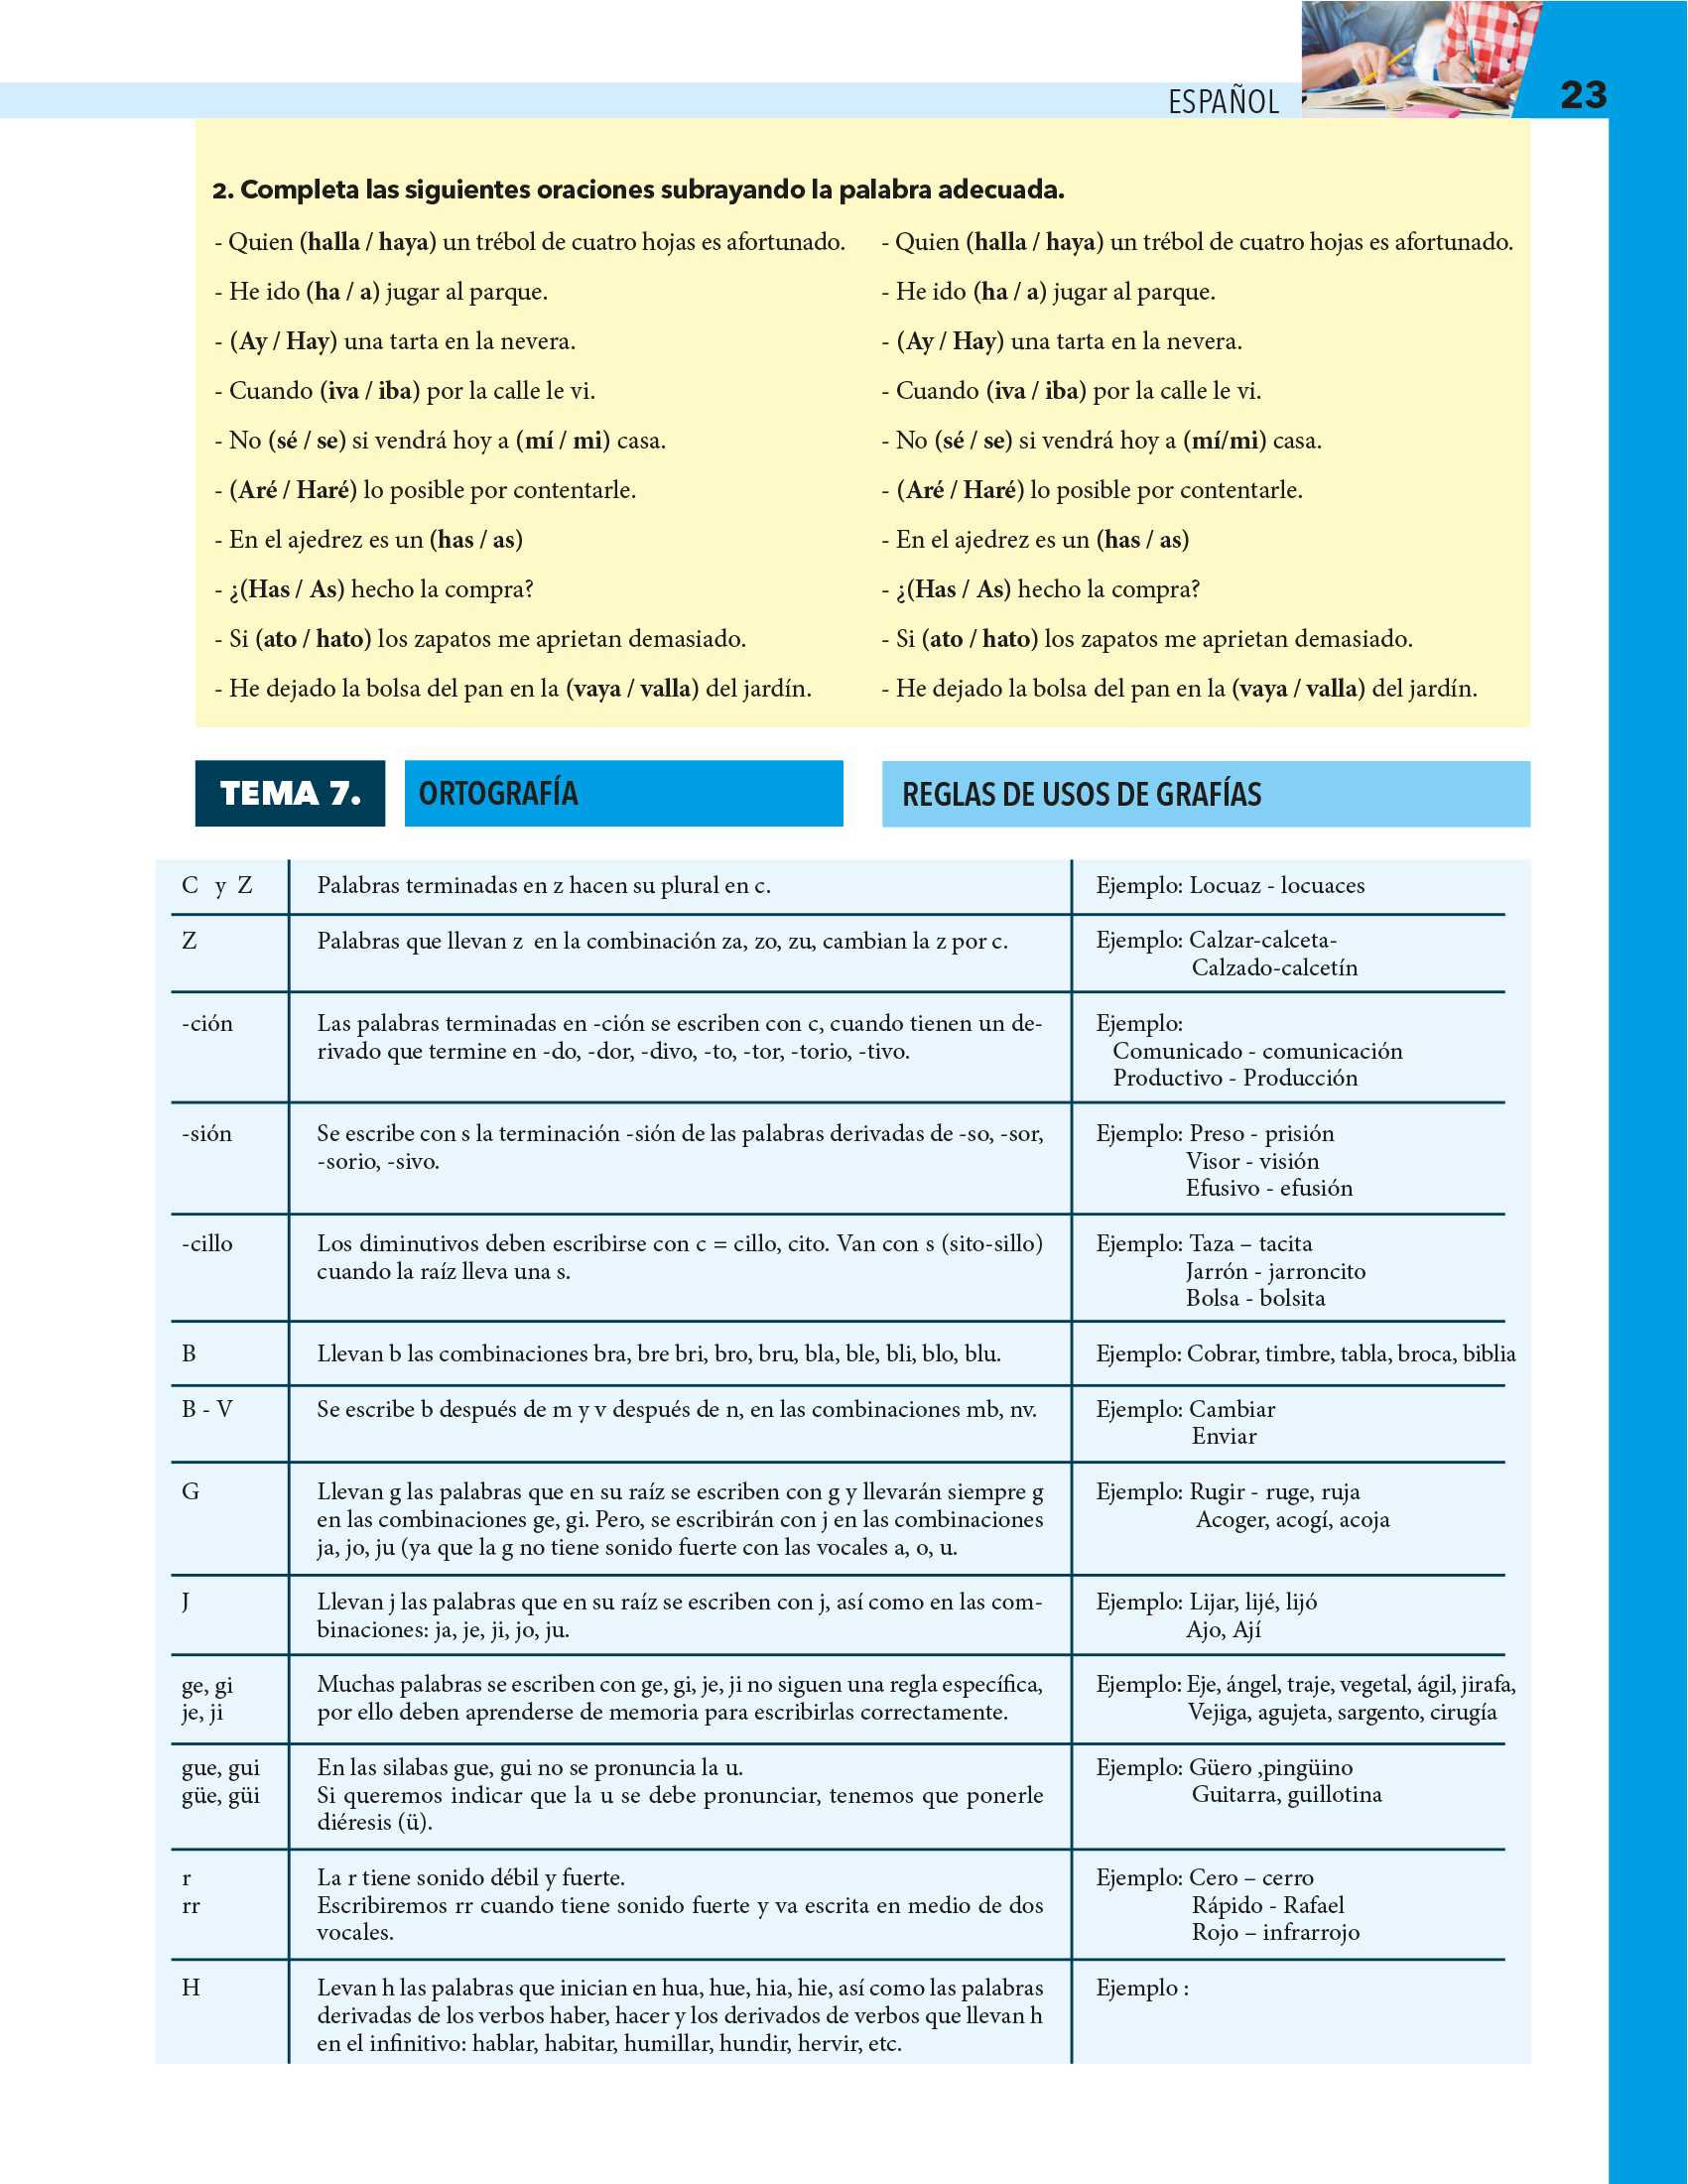 ESPAÑOL
23
2. Completa las siguientes oraciones subrayando la palabra adecuada.
- Quien (halla / haya) un trébol de cuatro hojas es afortunado.
- He ido (ha / a) jugar al parque.
- (Ay / Hay) una tarta en la nevera.
- Cuando (iva / iba) por la calle le vi.
- No (sé / se) si vendrá hoy a (mí / mi) casa.
- (Aré / Haré) lo posible por contentarle.
- En el ajedrez es un (has / as)
- ¿(Has / As) hecho la compra?
- Si (ato / hato) los zapatos me aprietan demasiado.
- He dejado la bolsa del pan en la (vaya / valla) del jardín.
- Quien (halla / haya) un trébol de cuatro hojas es afortunado.
- He ido (ha / a) jugar al parque.
- (Ay / Hay) una tarta en la nevera.
- Cuando (iva / iba) por la calle le vi.
- No (sé / se) si vendrá hoy a (mí/mi) casa.
- (Aré / Haré) lo posible por contentarle.
- En el ajedrez es un (has / as)
- ¿(Has / As) hecho la compra?
- Si (ato / hato) los zapatos me aprietan demasiado.
- He dejado la bolsa del pan en la (vaya / valla) del jardín.
TEMA 7.
ORTOGRAFÍA
REGLAS DE USOS DE GRAFÍAS
C y Z
Palabras terminadas en z hacen su plural en c.
Ejemplo: Locuaz - locuaces
Z
Palabras que llevan z en la combinación za, zo, zu, cambian la z por c.
Ejemplo: Calzar-calceta-
Calzado-calcetín
-ción
Las palabras terminadas en -ción se escriben con c, cuando tienen un de-
rivado que termine en -do, -dor, -divo, -to, -tor, -torio, -tivo.
Ejemplo:
Comunicado - comunicación
Productivo - Producción
-sión
Se escribe con s la terminación -sión de las palabras derivadas de -so, -sor,
-sorio, -sivo.
Ejemplo: Preso - prisión
Visor - visión
Efusivo - efusión
-cillo
Los diminutivos deben escribirse con c = cillo, cito. Van con s (sito-sillo)
cuando la raíz lleva una s.
Ejemplo: Taza – tacita
Jarrón - jarroncito
Bolsa - bolsita
B
Llevan b las combinaciones bra, bre bri, bro, bru, bla, ble, bli, blo, blu.
Ejemplo: Cobrar, timbre, tabla, broca, biblia
B - V
Se escribe b después de m y v después de n, en las combinaciones mb, nv.
Ejemplo: Cambiar
Enviar
G
Llevan g las palabras que en su raíz se escriben con g y llevarán siempre g
en las combinaciones ge, gi. Pero, se escribirán con j en las combinaciones
ja, jo, ju (ya que la g no tiene sonido fuerte con las vocales a, o, u.
Ejemplo: Rugir - ruge, ruja
Acoger, acogí, acoja
J
Llevan j las palabras que en su raíz se escriben con j, así como en las com-
binaciones: ja, je, ji, jo, ju.
Ejemplo: Lijar, lijé, lijó
Ajo, Ají
ge, gi
je, ji
Muchas palabras se escriben con ge, gi, je, ji no siguen una regla específica,
por ello deben aprenderse de memoria para escribirlas correctamente.
Ejemplo: Eje, ángel, traje, vegetal, ágil, jirafa,
Vejiga, agujeta, sargento, cirugía
gue, gui
güe, güi
En las silabas gue, gui no se pronuncia la u.
Si queremos indicar que la u se debe pronunciar, tenemos que ponerle
diéresis (ü).
Ejemplo: Güero ,pingüino
Guitarra, guillotina
r
rr
La r tiene sonido débil y fuerte.
Escribiremos rr cuando tiene sonido fuerte y va escrita en medio de dos
vocales.
Ejemplo: Cero – cerro
Rápido - Rafael
Rojo – infrarrojo
H
Levan h las palabras que inician en hua, hue, hia, hie, así como las palabras
derivadas de los verbos haber, hacer y los derivados de verbos que llevan h
en el infinitivo: hablar, habitar, humillar, hundir, hervir, etc.
Ejemplo :